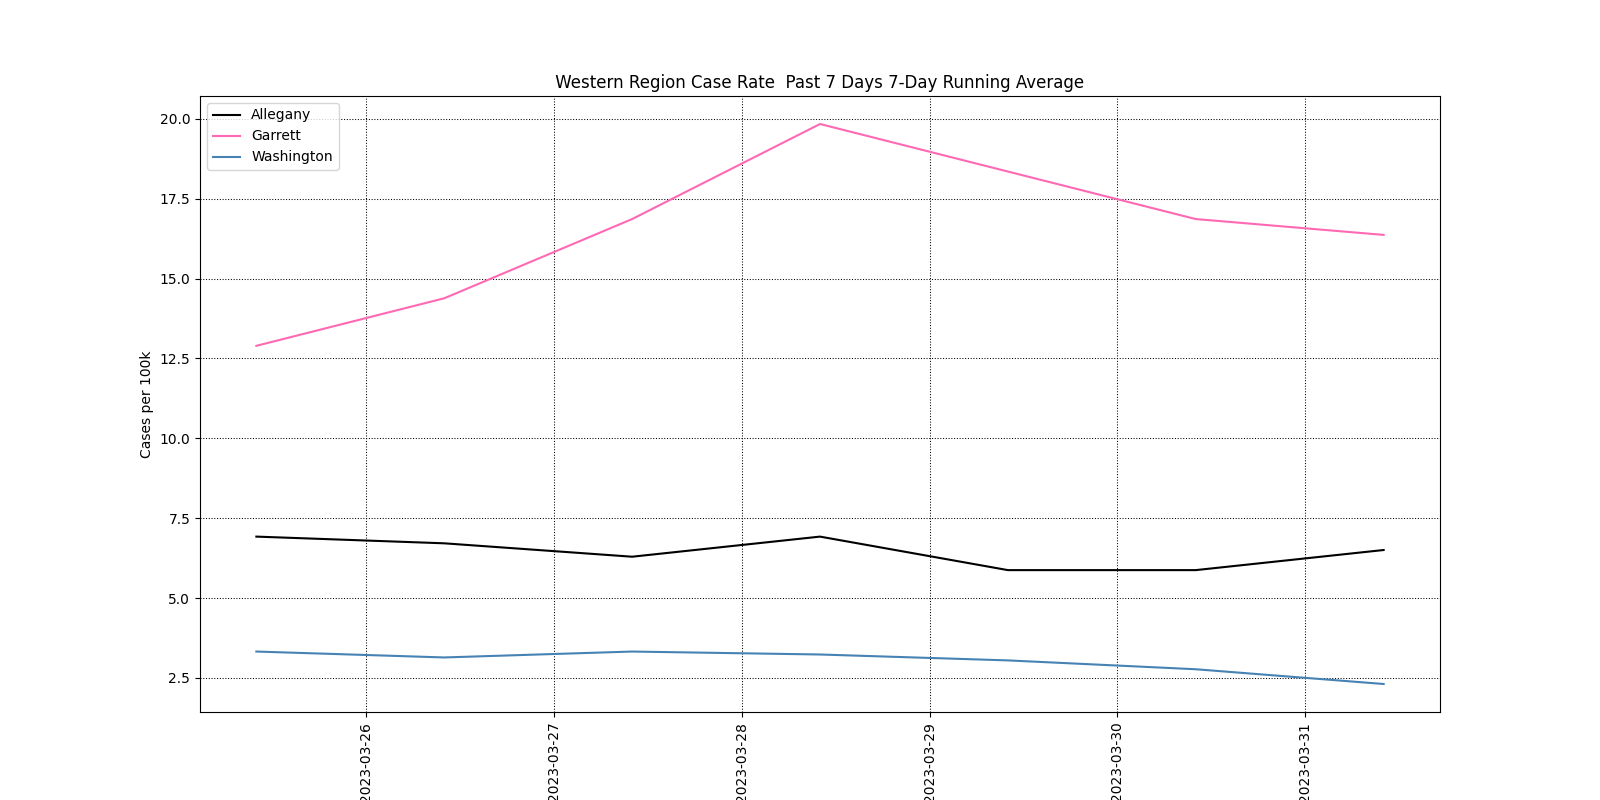 Western Region Case Rate  Past 7 Days 7-Day Running Average
Allegany
Garrett
Washington
20.0
17.5
15.0
12.5
10.0
7.5
5.0
2.5
Cases per 100k
2023-03-26
2023-03-27
2023-03-28
2023-03-29
2023-03-30
2023-03-31